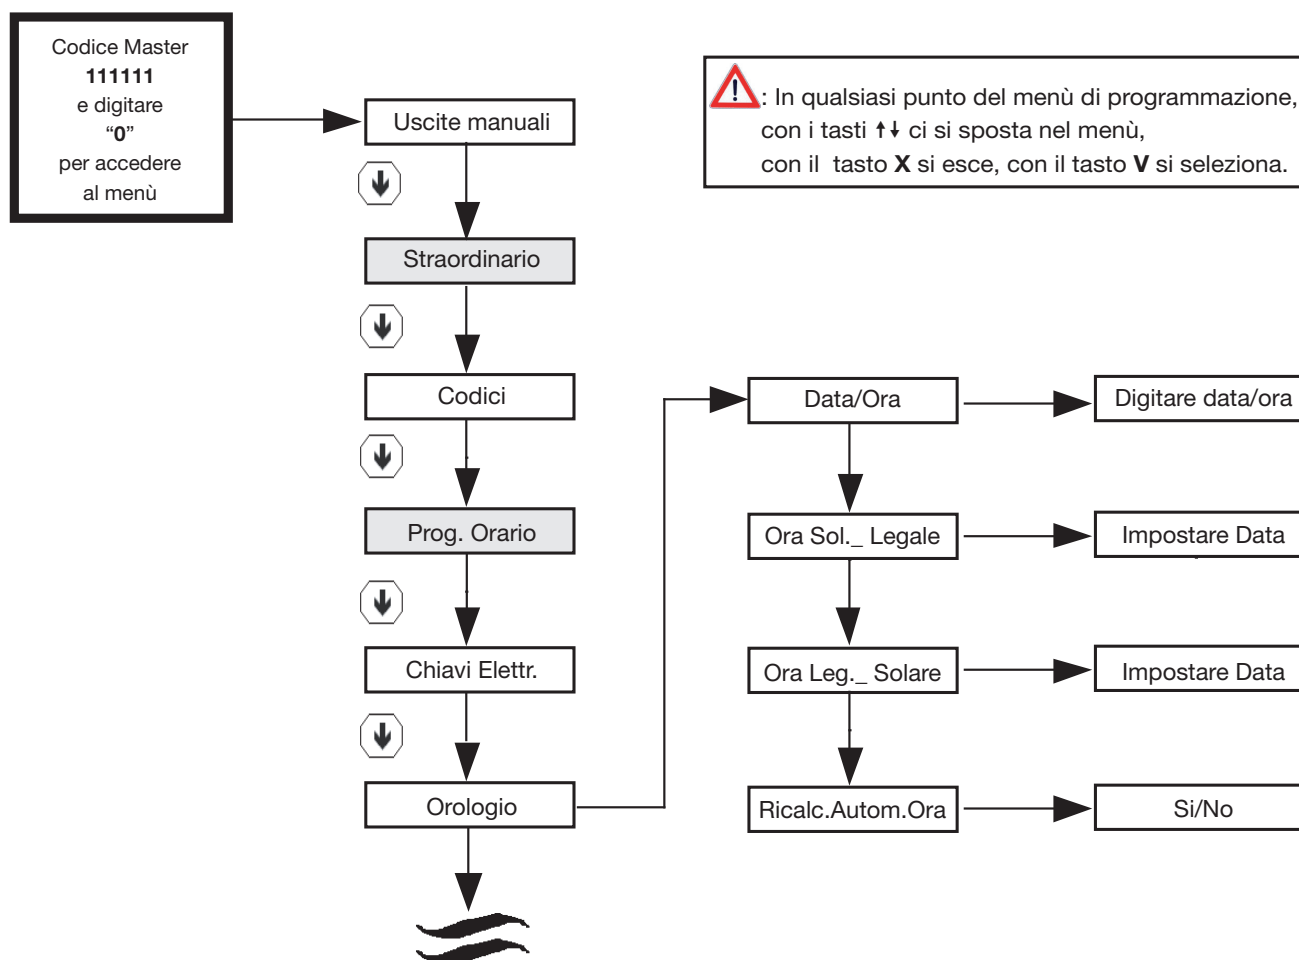 Codice Master
111111
e digitare
“0”
per accedere
al menù
: In qualsiasi punto del menù di programmazione,
con i tasti ↑↓ ci si sposta nel menù,
con il tasto X si esce, con il tasto V si seleziona.
Uscite manuali
Straordinario
Codici
Prog. Orario
Chiavi Elettr.
Orologio
Data/Ora
Digitare data/ora
Ora Sol._ Legale
Impostare Data
Ora Leg._ Solare
Impostare Data
Ricalc.Autom.Ora
Si/No